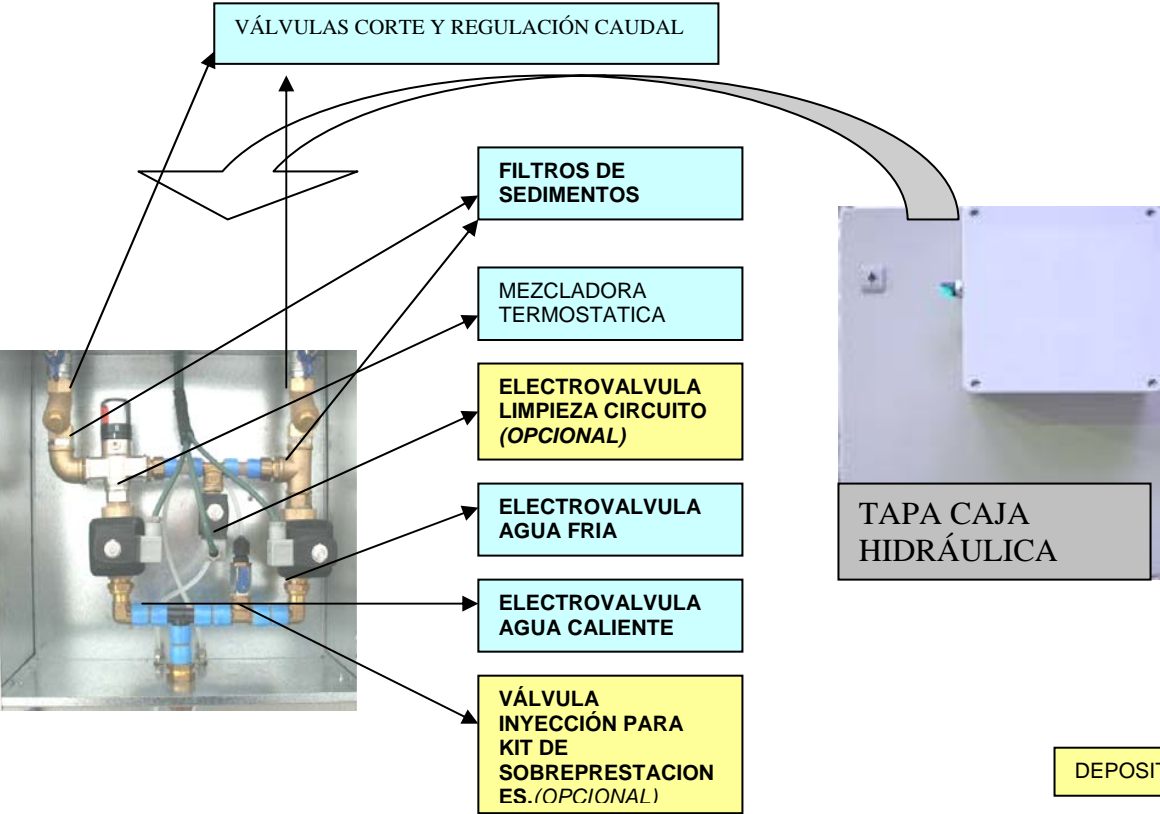 VÁLVULAS CORTE Y REGULACIÓN CAUDAL
FILTROS DE
SEDIMENTOS
MEZCLADORA
TERMOSTATICA
ELECTROVALVULA
LIMPIEZA CIRCUITO
(OPCIONAL)
ELECTROVALVULA
AGUA FRIA
ELECTROVALVULA
AGUA CALIENTE
VÁLVULA
INYECCIÓN PARA
KIT DE
SOBREPRESTACION
ES.(OPCIONAL)
TAPA CAJA
HIDRÁULICA
DEPOSIT